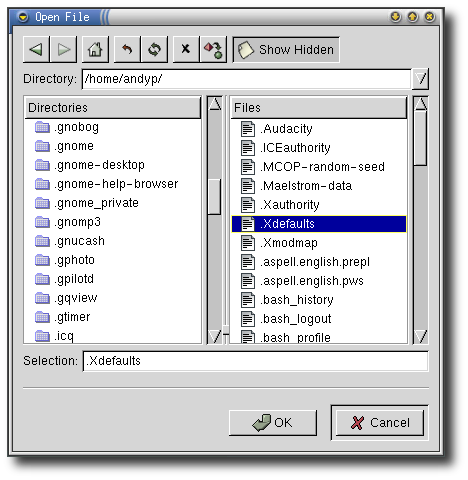 Open File
Show Hidden
Directory: /home/andyp/
Directories
.gnobog
.gnome
.gnome-desktop
.gnome-help-browser
.gnome_private
.gnomp3
.gnucash
.gphoto
.gpilotd
.gqview
.gtimer
.icq
Files
.Audacity
.ICEauthority
.MCOP-random-seed
.Maelstrom-data
.Xauthority
.Xdefaults
.Xmodmap
.aspell.english.prepl
.aspell.english.pws
.bash_history
.bash_logout
.bash_profile
Selection: .Xdefaults
OK
Cancel